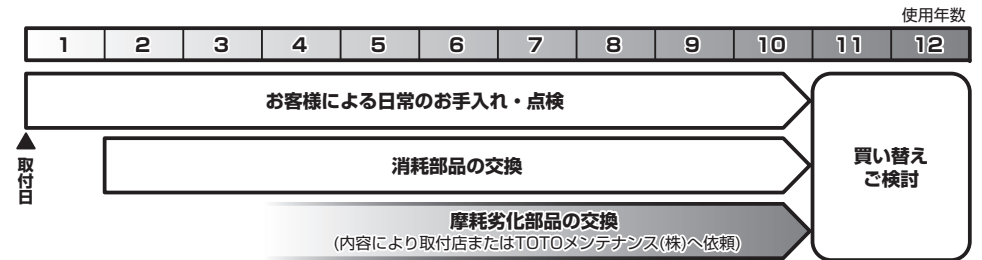 使用年数
1 2 3 4 5 6 7 8 9 10 11 12
お客様による日常のお手入れ・点検
取付日
消耗部品の交換
買い替え
ご検討
摩耗劣化部品の交換
(内容により取付店またはTOTOメンテナンス(株)へ依頼)